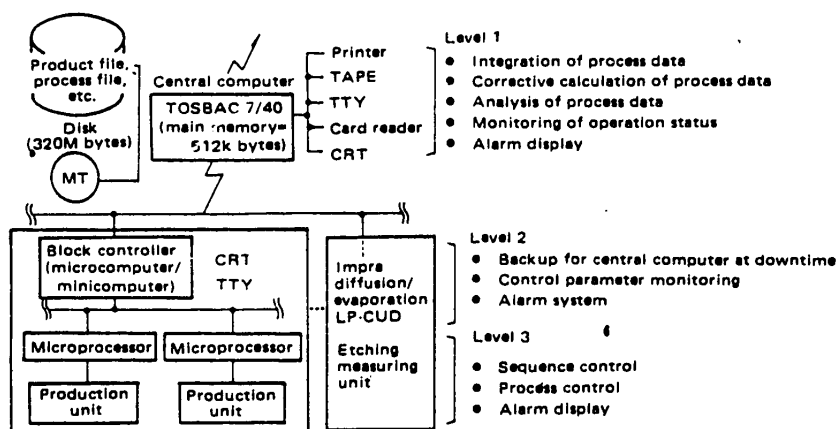 Product file,
process file,
etc.
Disk
(320M bytes)
MT
Central computer
TOSBAC 7/40
(main memory=
512k bytes)
Printer
TAPE
TTY
Card reader
CRT
Level 1
• Integration of process data
• Corrective calculation of process data
• Analysis of process data
• Monitoring of operation status
• Alarm display
Block controller
(microcomputer/
minicomputer)
CRT
TTY
Microprocessor
Microprocessor
Production
unit
Production
unit
Impra
diffusion/
evaporation
LP-CUD
Etching
measuring
unit
Level 2
• Backup for central computer at downtime
• Control parameter monitoring
• Alarm system
Level 3
• Sequence control
• Process control
• Alarm display